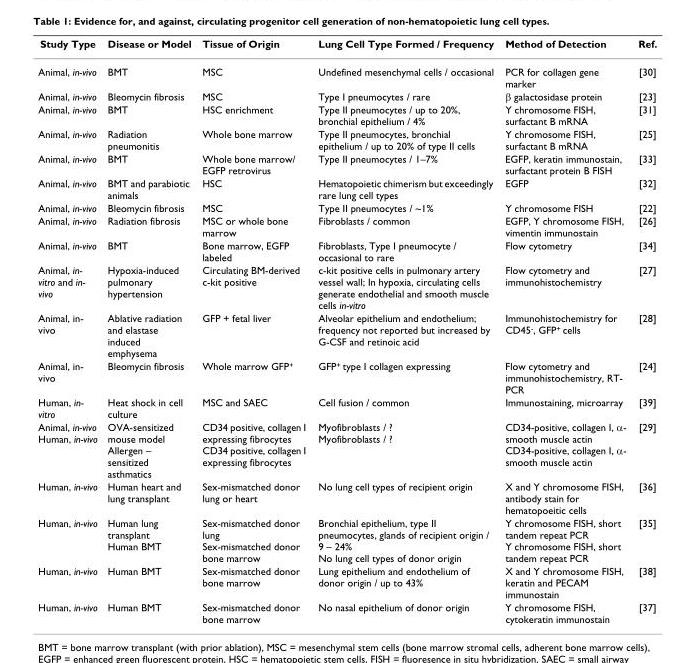 Table 1: Evidence for, and against, circulating progenitor cell generation of non-hematopoietic lung cell types.
Study Type Disease or Model Tissue of Origin Lung Cell Type Formed / Frequency Method of Detection Ref.
Animal, in-vivo BMT MSC Undefined mesenchymal cells / occasional PCR for collagen gene [30]
marker
Animal, in-vivo Bleomycin fibrosis MSC Type I pneumocytes / rare β galactosidase protein [23]
Animal, in-vivo BMT HSC enrichment Type II pneumocytes / up to 20%, Y chromosome FISH, [31]
bronchial epithelium / 4% surfactant B mRNA
Animal, in-vivo Radiation Whole bone marrow Type II pneumocytes, bronchial Y chromosome FISH, [25]
pneumonitis epithelium / up to 20% of type II cells surfactant B mRNA
Animal, in-vivo BMT Whole bone marrow/ Type II pneumocytes / 1–7% EGFP, keratin immunostain, [33]
EGFP retrovirus surfactant protein B FISH
Animal, in-vivo BMT and parabiotic HSC Hematopoietic chimerism but exceedingly EGFP [32]
animals rare lung cell types
Animal, in-vivo Bleomycin fibrosis MSC Type II pneumocytes / ~1% Y chromosome FISH [22]
Animal, in-vivo Radiation fibrosis MSC or whole bone Fibroblasts / common EGFP, Y chromosome FISH, [26]
marrow vimentin immunostain
Animal, in-vivo BMT Bone marrow, EGFP Fibroblasts, Type I pneumocyte / Flow cytometry [34]
labeled occasional to rare
Animal, in- Hypoxia-induced Circulating BM-derived c-kit positive cells in pulmonary artery Flow cytometry and [27]
vitro and in- pulmonary c-kit positive vessel wall; In hypoxia, circulating cells immunohistochemistry
vivo hypertension generate endothelial and smooth muscle
cells in-vitro
Animal, in- Ablative radiation GFP + fetal liver Alveolar epithelium and endothelium; Immunohistochemistry for [28]
vivo and elastase frequency not reported but increased by CD45-, GFP+ cells
induced G-CSF and retinoic acid
emphysema
Animal, in- Bleomycin fibrosis Whole marrow GFP+ GFP+ type I collagen expressing Flow cytometry and [24]
vivo immunohistochemistry, RT-
PCR
Human, in- Heat shock in cell MSC and SAEC Cell fusion / common Immunostaining, microarray [39]
vitro culture
Animal, in-vivo OVA-sensitized CD34 positive, collagen I Myofibroblasts / ? CD34-positive, collagen I, α- [29]
Human, in-vivo mouse model expressing fibrocytes Myofibroblasts / ? smooth muscle actin
Allergen – CD34 positive, collagen I CD34-positive, collagen I, α-
sensitized expressing fibrocytes smooth muscle actin
asthmatics
Human, in-vivo Human heart and Sex-mismatched donor No lung cell types of recipient origin X and Y chromosome FISH, [36]
lung transplant lung or heart antibody stain for
hematopoeitic cells
Human, in-vivo Human lung Sex-mismatched donor Bronchial epithelium, type II Y chromosome FISH, short [35]
transplant lung pneumocytes, glands of recipient origin / tandem repeat PCR
Human BMT Sex-mismatched donor 9 – 24% Y chromosome FISH, short
bone marrow No lung cell types of donor origin tandem repeat PCR
Human, in-vivo Human BMT Sex-mismatched donor Lung epithelium and endothelium of X and Y chromosome FISH, [38]
bone marrow donor origin / up to 43% keratin and PECAM
immunostain
Human, in-vivo Human BMT Sex-mismatched donor No nasal epithelium of donor origin Y chromosome FISH, [37]
bone marrow cytokeratin immunostain
BMT = bone marrow transplant (with prior ablation), MSC = mesenchymal stem cells (bone marrow stromal cells, adherent bone marrow cells),
EGFP = enhanced green fluorescent protein, HSC = hematopoietic stem cells, FISH = fluoresence in situ hybridization, SAEC = small airway